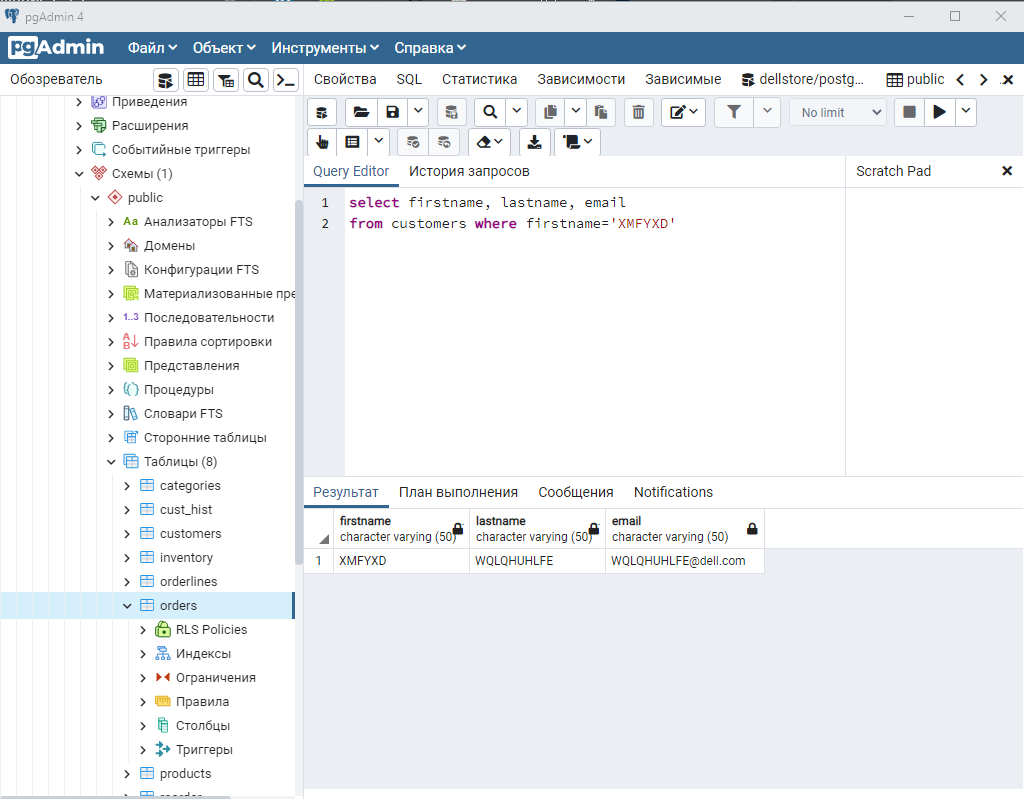 pgAdmin 4
pgAdmin Файл Объект Инструменты Справка
Обозреватель
Свойства SQL Статистика Зависимости Зависимые dellstore/postg... public
Приведения
Расширения
Событийные триггеры
Схемы (1)
public
Aa Анализаторы FTS
Домены
Конфигурации FTS
Материализованные пре
1..3 Последовательности
Правила сортировки
Представления
Процедуры
Словари FTS
Сторонние таблицы
Таблицы (8)
categories
cust_hist
customers
inventory
orderlines
orders
RLS Policies
Индексы
Ограничения
Правила
Столбцы
Триггеры
products
No limit
Query Editor История запросов
Scratch Pad
1 select firstname, lastname, email
2 from customers where firstname='XMFYXD'
Результат План выполнения Сообщения Notifications
firstname lastname email
character varying (50) character varying (50) character varying (50)
1 XMFYXD WQLQHUHLFE WQLQHUHLFE@dell.com